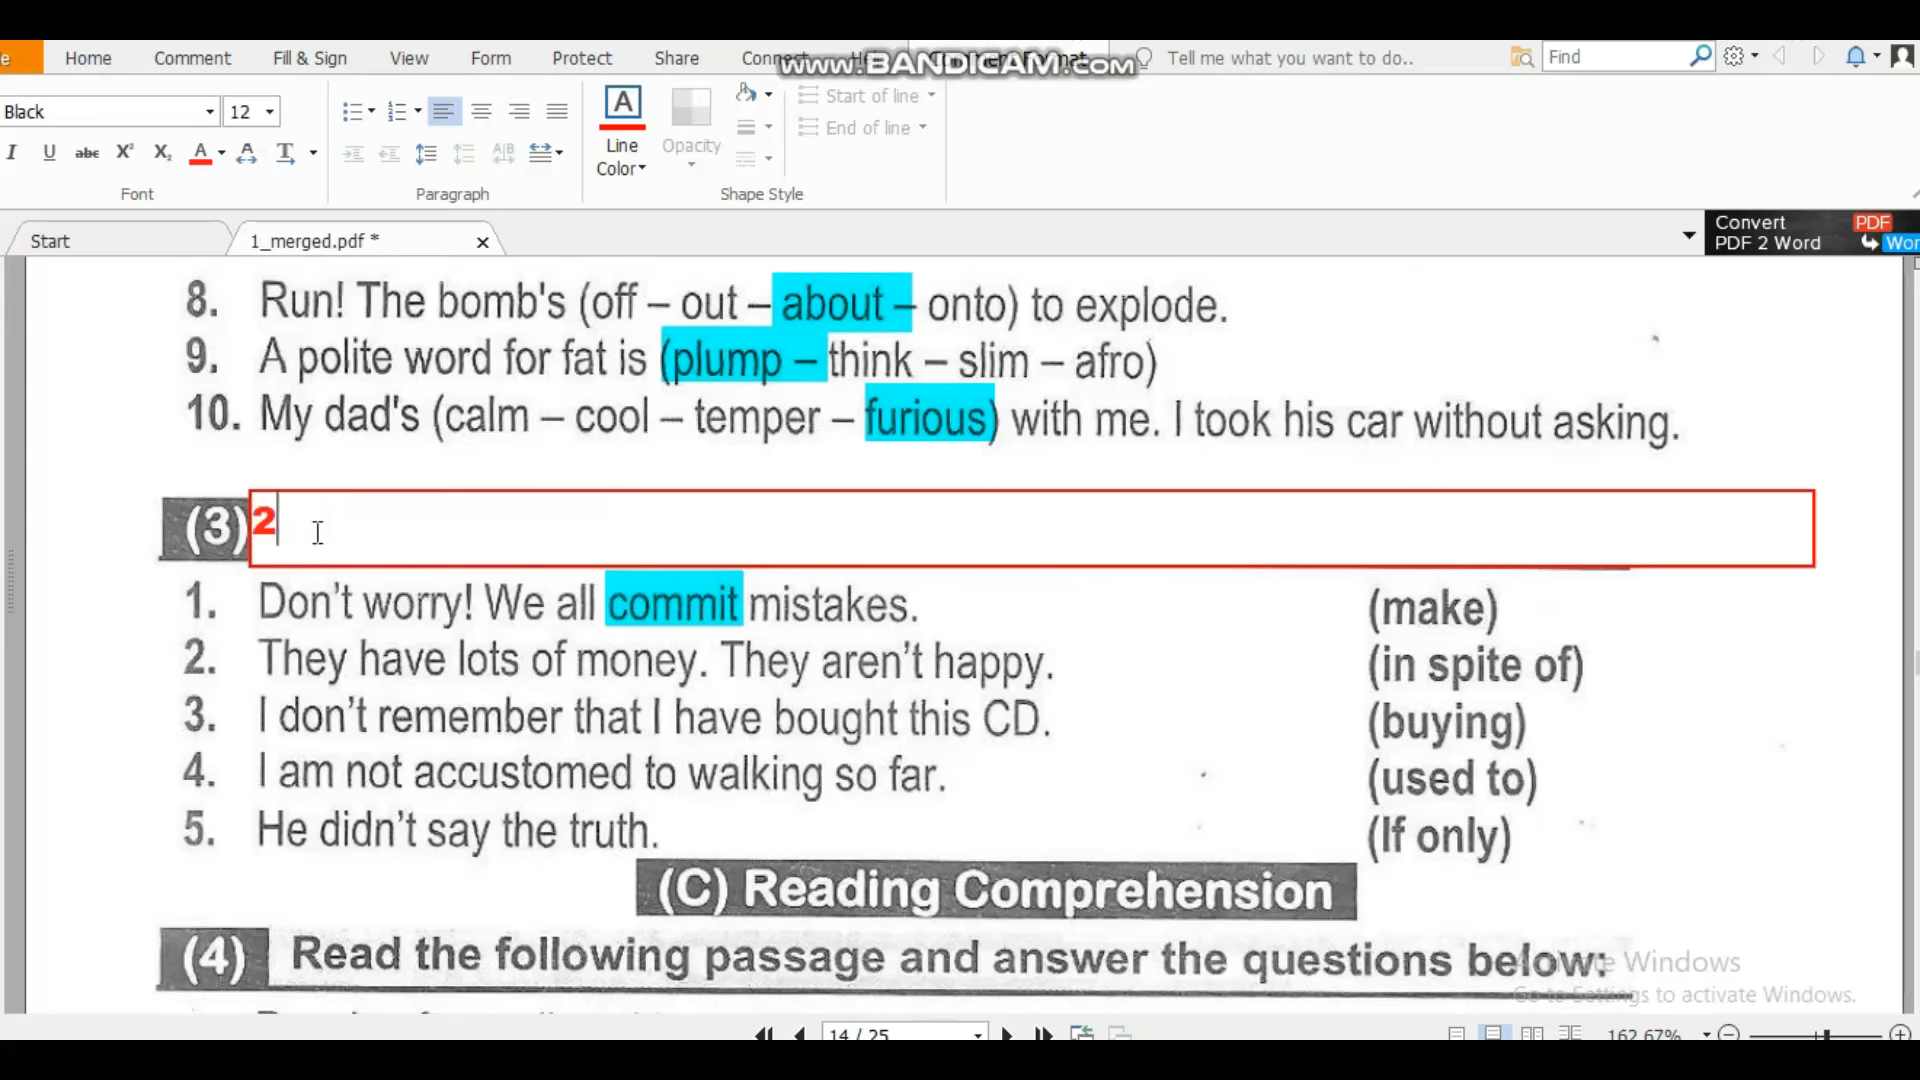 Home Comment Fill & Sign View Form Protect Share Connect Tell me what you want to do.. Find
www.BANDICAM.com
Black 12 Start of line
End of line
Line Color Opacity
Font Paragraph Shape Style
Start 1_merged.pdf * Convert PDF
PDF 2 Word
8. Run! The bomb's (off – out – about – onto) to explode.
9. A polite word for fat is (plump – think – slim – afro)
10. My dad's (calm – cool – temper – furious) with me. I took his car without asking.
(3) 2
1. Don't worry! We all commit mistakes. (make)
2. They have lots of money. They aren't happy. (in spite of)
3. I don't remember that I have bought this CD. (buying)
4. I am not accustomed to walking so far. (used to)
5. He didn't say the truth. (If only)
(C) Reading Comprehension
(4) Read the following passage and answer the questions below:
Activate Windows
Go to Settings to activate Windows.
14 / 25 162.67%